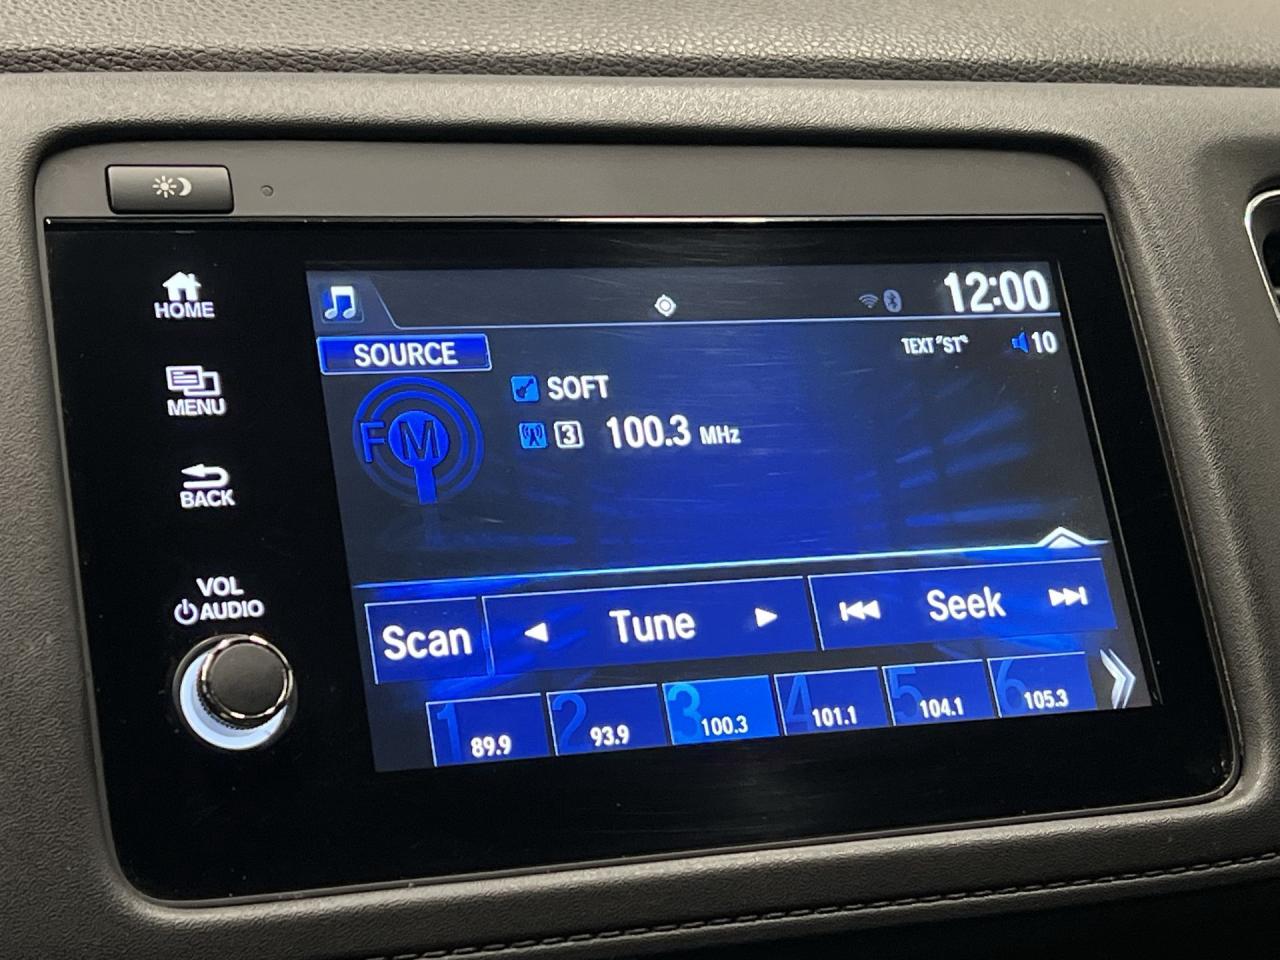 HOME
MENU
BACK
VOL
AUDIO
12:00
SOURCE
TEXT "ST"
10
FM
SOFT
3 100.3 MHz
Scan
Tune
Seek
1 89.9
2 93.9
3 100.3
4 101.1
5 104.1
6 105.3